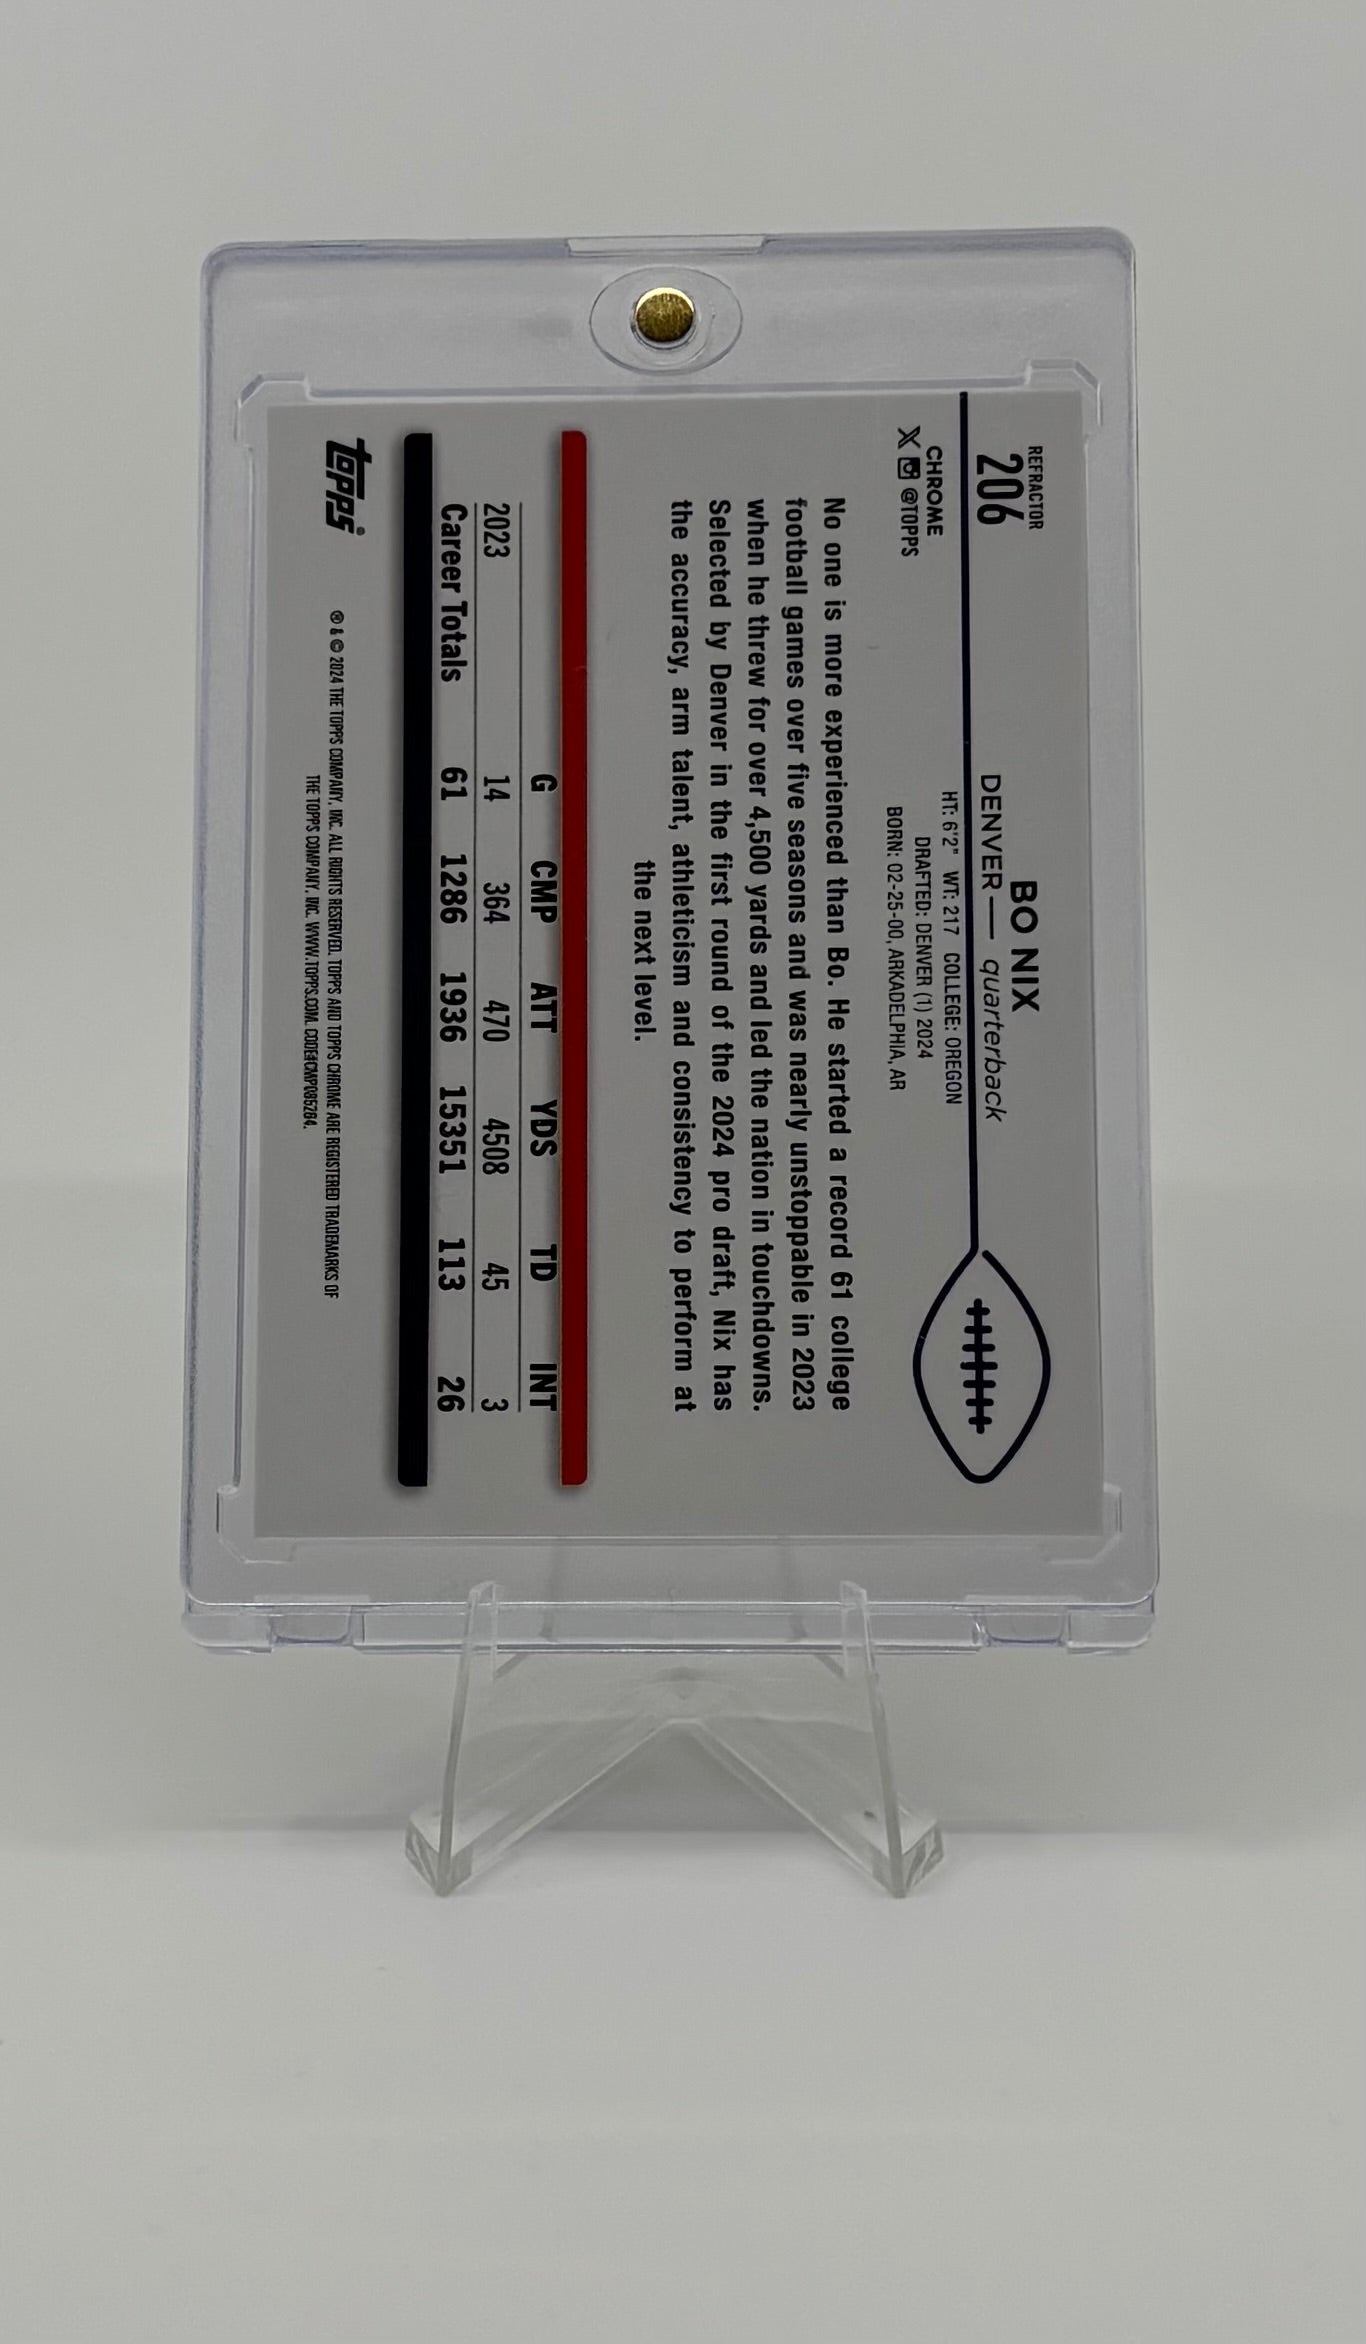 REFRACTOR
206
BO NIX
DENVER — quarterback
CHROME
X @TOPPS
HT: 6'2" WT: 217 COLLEGE: OREGON
DRAFTED: DENVER (1) 2024
BORN: 02-25-00, ARKADELPHIA, AR
No one is more experienced than Bo. He started a record 61 college
football games over five seasons and was nearly unstoppable in 2023
when he threw for over 4,500 yards and led the nation in touchdowns.
Selected by Denver in the first round of the 2024 pro draft, Nix has
the accuracy, arm talent, athleticism and consistency to perform at
the next level.
G CMP ATT YDS TD INT
2023 14 364 470 4508 45 3
Career Totals 61 1286 1936 15351 113 26
topps®
® & © 2024 THE TOPPS COMPANY, INC. ALL RIGHTS RESERVED. TOPPS AND TOPPS CHROME ARE REGISTERED TRADEMARKS OF
THE TOPPS COMPANY, INC. WWW.TOPPS.COM. CODE#CMP085264.